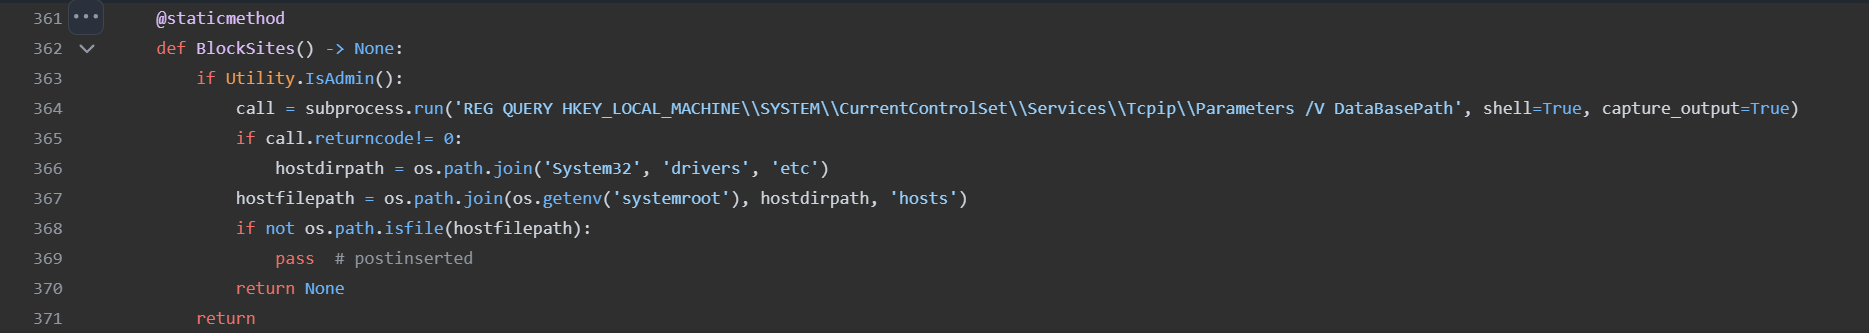 361 ••• @staticmethod
362 def BlockSites() -> None:
363 if Utility.IsAdmin():
364 call = subprocess.run('REG QUERY HKEY_LOCAL_MACHINE\\SYSTEM\\CurrentControlSet\\Services\\Tcpip\\Parameters /V DataBasePath', shell=True, capture_output=True)
365 if call.returncode!= 0:
366 hostdirpath = os.path.join('System32', 'drivers', 'etc')
367 hostfilepath = os.path.join(os.getenv('systemroot'), hostdirpath, 'hosts')
368 if not os.path.isfile(hostfilepath):
369 pass # postinserted
370 return None
371 return